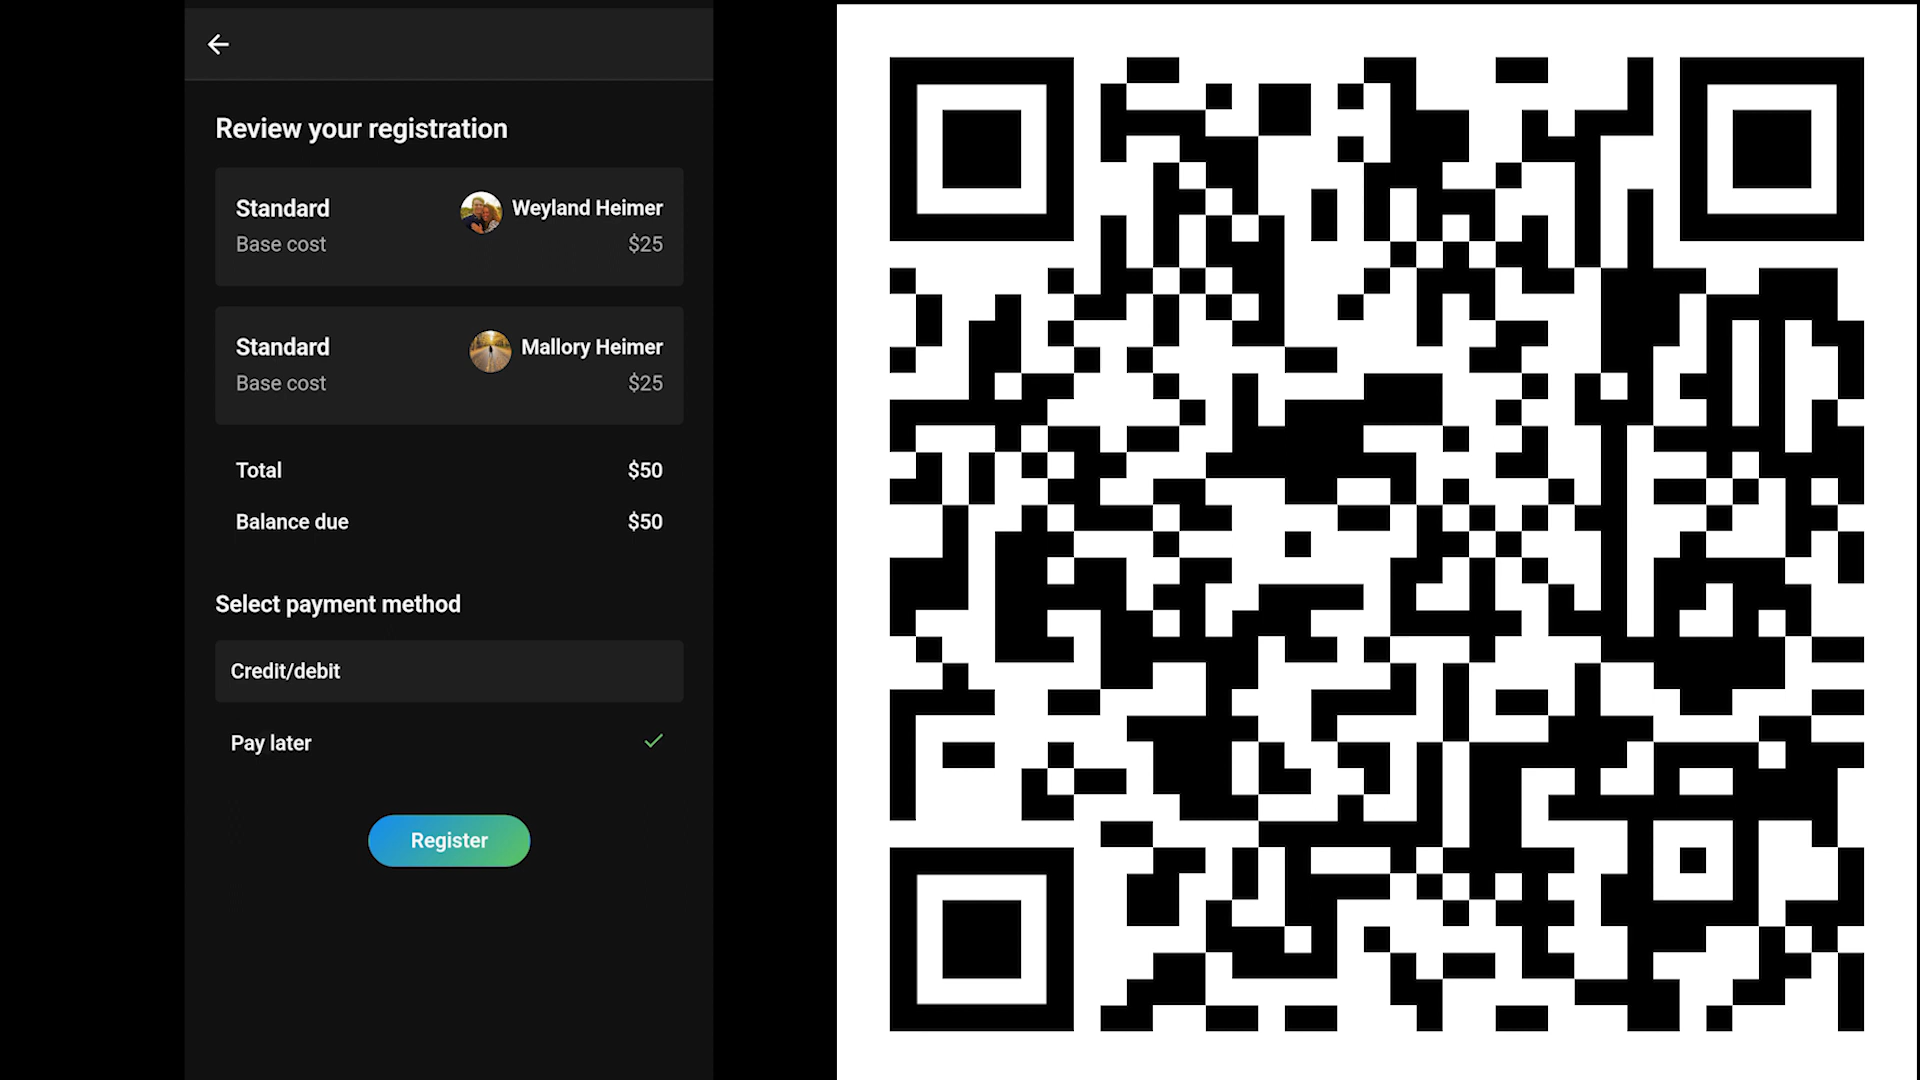 Review your registration
Standard Weyland Heimer
Base cost $25
Standard Mallory Heimer
Base cost $25
Total $50
Balance due $50
Select payment method
Credit/debit
Pay later
Register